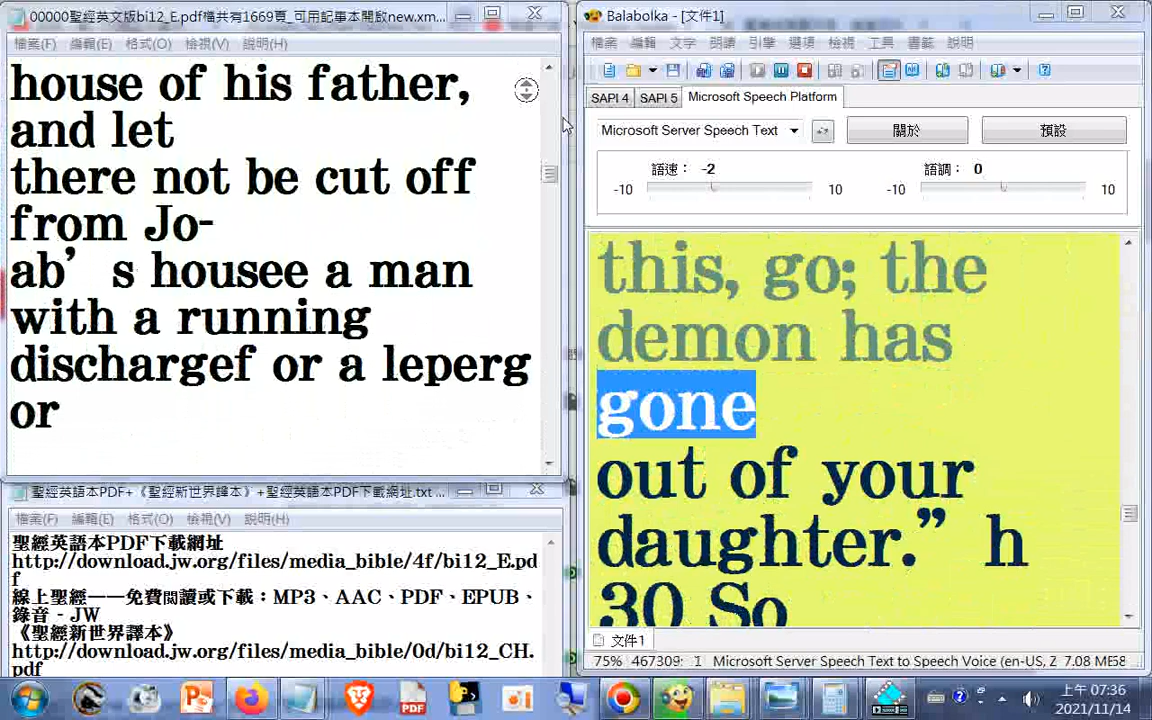 00000聖經英文版bi12_E.pdf檔共有1669頁_可用記事本開啟new.xm...
檔案(F) 編輯(E) 格式(O) 檢視(V) 說明(H)
house of his father,
and let
there not be cut off
from Jo-
ab’s housee a man
with a running
dischargef or a leperg
or
聖經英語本PDF+《聖經新世界譯本》+聖經英語本PDF下載網址.txt ...
檔案(F) 編輯(E) 格式(O) 檢視(V) 說明(H)
聖經英語本PDF下載網址
http://download.jw.org/files/media_bible/4f/bi12_E.pd
f
線上聖經——免費閱讀或下載：MP3、AAC、PDF、EPUB、
錄音 - JW
《聖經新世界譯本》
http://download.jw.org/files/media_bible/0d/bi12_CH.
pdf
Balabolka - [文件1]
檔案 編輯 文字 朗讀 引擎 選項 檢視 工具 書籤 說明
SAPI 4 SAPI 5 Microsoft Speech Platform
Microsoft Server Speech Text 關於 預設
語速： -2 語調： 0
-10 10 -10 10
this, go; the
demon has
gone
out of your
daughter.” h
30 So
文件1
75% 467309: 1 Microsoft Server Speech Text to Speech Voice (en-US, Z 7.08 ME58
上午 07:36
2021/11/14